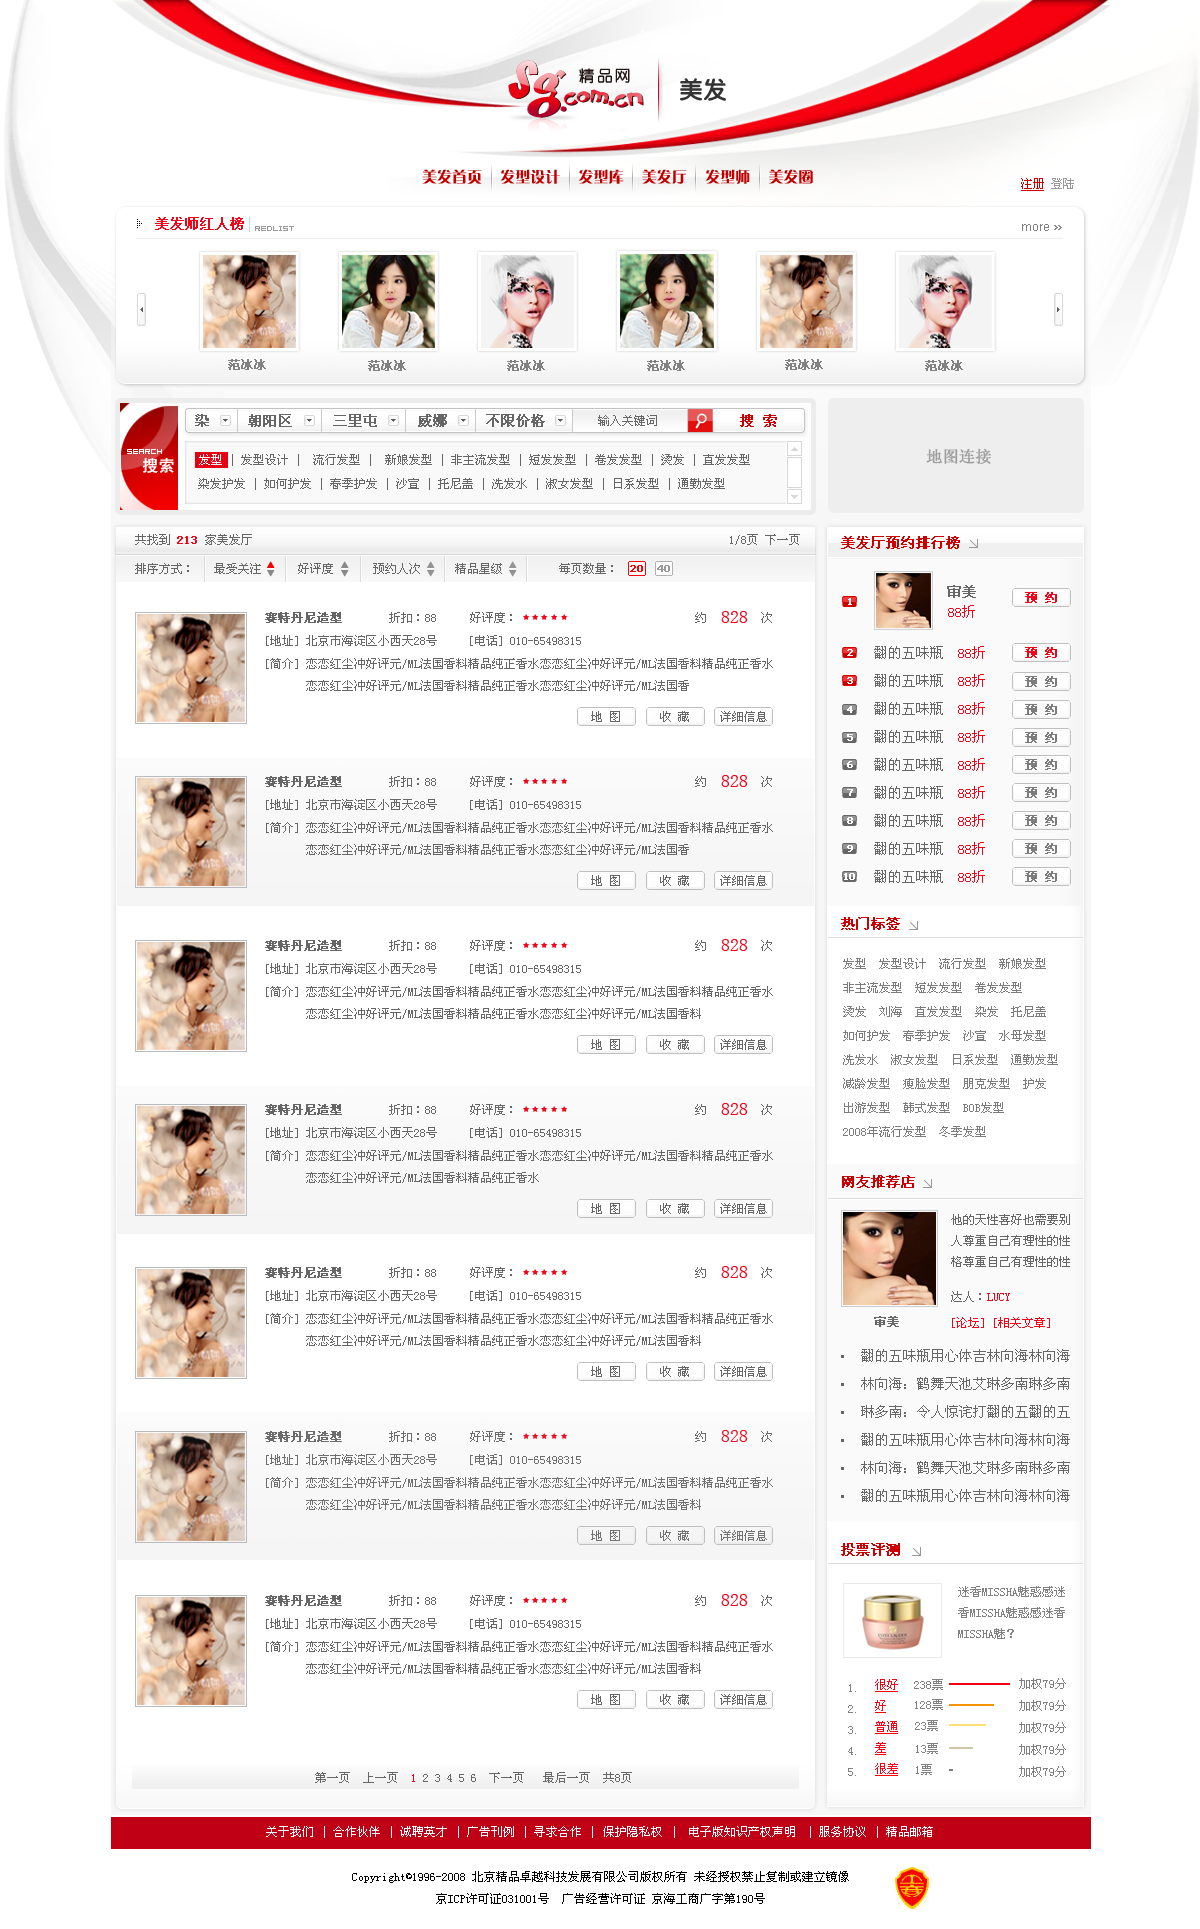 Sg.com.cn 精品网 美发
美发首页 发型设计 发型库 美发厅 发型师 美发圈
注册 登陆
美发师红人榜 REDLIST more »
范冰冰 范冰冰 范冰冰 范冰冰 范冰冰 范冰冰
SEARCH 搜索
染 朝阳区 三里屯 威娜 不限价格 输入关键词 搜 索
发型 | 发型设计 | 流行发型 | 新娘发型 | 非主流发型 | 短发发型 | 卷发发型 | 烫发 | 直发发型
染发护发 | 如何护发 | 春季护发 | 沙宣 | 托尼盖 | 洗发水 | 淑女发型 | 日系发型 | 通勤发型
地图连接
共找到 213 家美发厅 1/8页 下一页
排序方式： 最受关注 好评度 预约人次 精品星级 每页数量： 20 40
赛特丹尼造型 折扣：88 好评度：★★★★★ 约 828 次
[地址] 北京市海淀区小西天28号 [电话] 010-65498315
[简介] 恋恋红尘冲好评元/ML法国香料精品纯正香水恋恋红尘冲好评元/ML法国香料精品纯正香水
恋恋红尘冲好评元/ML法国香料精品纯正香水恋恋红尘冲好评元/ML法国香
地 图 收 藏 详细信息
赛特丹尼造型 折扣：88 好评度：★★★★★ 约 828 次
[地址] 北京市海淀区小西天28号 [电话] 010-65498315
[简介] 恋恋红尘冲好评元/ML法国香料精品纯正香水恋恋红尘冲好评元/ML法国香料精品纯正香水
恋恋红尘冲好评元/ML法国香料精品纯正香水恋恋红尘冲好评元/ML法国香
地 图 收 藏 详细信息
赛特丹尼造型 折扣：88 好评度：★★★★★ 约 828 次
[地址] 北京市海淀区小西天28号 [电话] 010-65498315
[简介] 恋恋红尘冲好评元/ML法国香料精品纯正香水恋恋红尘冲好评元/ML法国香料精品纯正香水
恋恋红尘冲好评元/ML法国香料精品纯正香水恋恋红尘冲好评元/ML法国香料
地 图 收 藏 详细信息
赛特丹尼造型 折扣：88 好评度：★★★★★ 约 828 次
[地址] 北京市海淀区小西天28号 [电话] 010-65498315
[简介] 恋恋红尘冲好评元/ML法国香料精品纯正香水恋恋红尘冲好评元/ML法国香料精品纯正香水
恋恋红尘冲好评元/ML法国香料精品纯正香水
地 图 收 藏 详细信息
赛特丹尼造型 折扣：88 好评度：★★★★★ 约 828 次
[地址] 北京市海淀区小西天28号 [电话] 010-65498315
[简介] 恋恋红尘冲好评元/ML法国香料精品纯正香水恋恋红尘冲好评元/ML法国香料精品纯正香水
恋恋红尘冲好评元/ML法国香料精品纯正香水恋恋红尘冲好评元/ML法国香料
地 图 收 藏 详细信息
赛特丹尼造型 折扣：88 好评度：★★★★★ 约 828 次
[地址] 北京市海淀区小西天28号 [电话] 010-65498315
[简介] 恋恋红尘冲好评元/ML法国香料精品纯正香水恋恋红尘冲好评元/ML法国香料精品纯正香水
恋恋红尘冲好评元/ML法国香料精品纯正香水恋恋红尘冲好评元/ML法国香料
地 图 收 藏 详细信息
赛特丹尼造型 折扣：88 好评度：★★★★★ 约 828 次
[地址] 北京市海淀区小西天28号 [电话] 010-65498315
[简介] 恋恋红尘冲好评元/ML法国香料精品纯正香水恋恋红尘冲好评元/ML法国香料精品纯正香水
恋恋红尘冲好评元/ML法国香料精品纯正香水恋恋红尘冲好评元/ML法国香料
地 图 收 藏 详细信息
第一页 上一页 1 2 3 4 5 6 下一页 最后一页 共8页
美发厅预约排行榜
1 审美 88折 预 约
2 翻的五味瓶 88折 预 约
3 翻的五味瓶 88折 预 约
4 翻的五味瓶 88折 预 约
5 翻的五味瓶 88折 预 约
6 翻的五味瓶 88折 预 约
7 翻的五味瓶 88折 预 约
8 翻的五味瓶 88折 预 约
9 翻的五味瓶 88折 预 约
10 翻的五味瓶 88折 预 约
热门标签
发型 发型设计 流行发型 新娘发型
非主流发型 短发发型 卷发发型
烫发 刘海 直发发型 染发 托尼盖
如何护发 春季护发 沙宣 水母发型
洗发水 淑女发型 日系发型 通勤发型
减龄发型 瘦脸发型 朋克发型 护发
出游发型 韩式发型 BOB发型
2008年流行发型 冬季发型
网友推荐店
他的天性喜好也需要别
人尊重自己有理性的性
格尊重自己有理性的性
达人：LUCY
审美 [论坛] [相关文章]
翻的五味瓶用心体吉林向海林向海
林向海：鹤舞天池艾琳多南琳多南
琳多南：令人惊诧打翻的五翻的五
翻的五味瓶用心体吉林向海林向海
林向海：鹤舞天池艾琳多南琳多南
翻的五味瓶用心体吉林向海林向海
投票评测
迷香MISSHA魅惑感迷
香MISSHA魅惑感迷香
MISSHA魅？
1. 很好 238票 加权79分
2. 好 128票 加权79分
3. 普通 23票 加权79分
4. 差 13票 加权79分
5. 很差 1票 加权79分
关于我们 | 合作伙伴 | 诚聘英才 | 广告刊例 | 寻求合作 | 保护隐私权 | 电子版知识产权声明 | 服务协议 | 精品邮箱
Copyright©1996-2008 北京精品卓越科技发展有限公司版权所有 未经授权禁止复制或建立镜像
京ICP许可证031001号 广告经营许可证 京海工商广字第190号